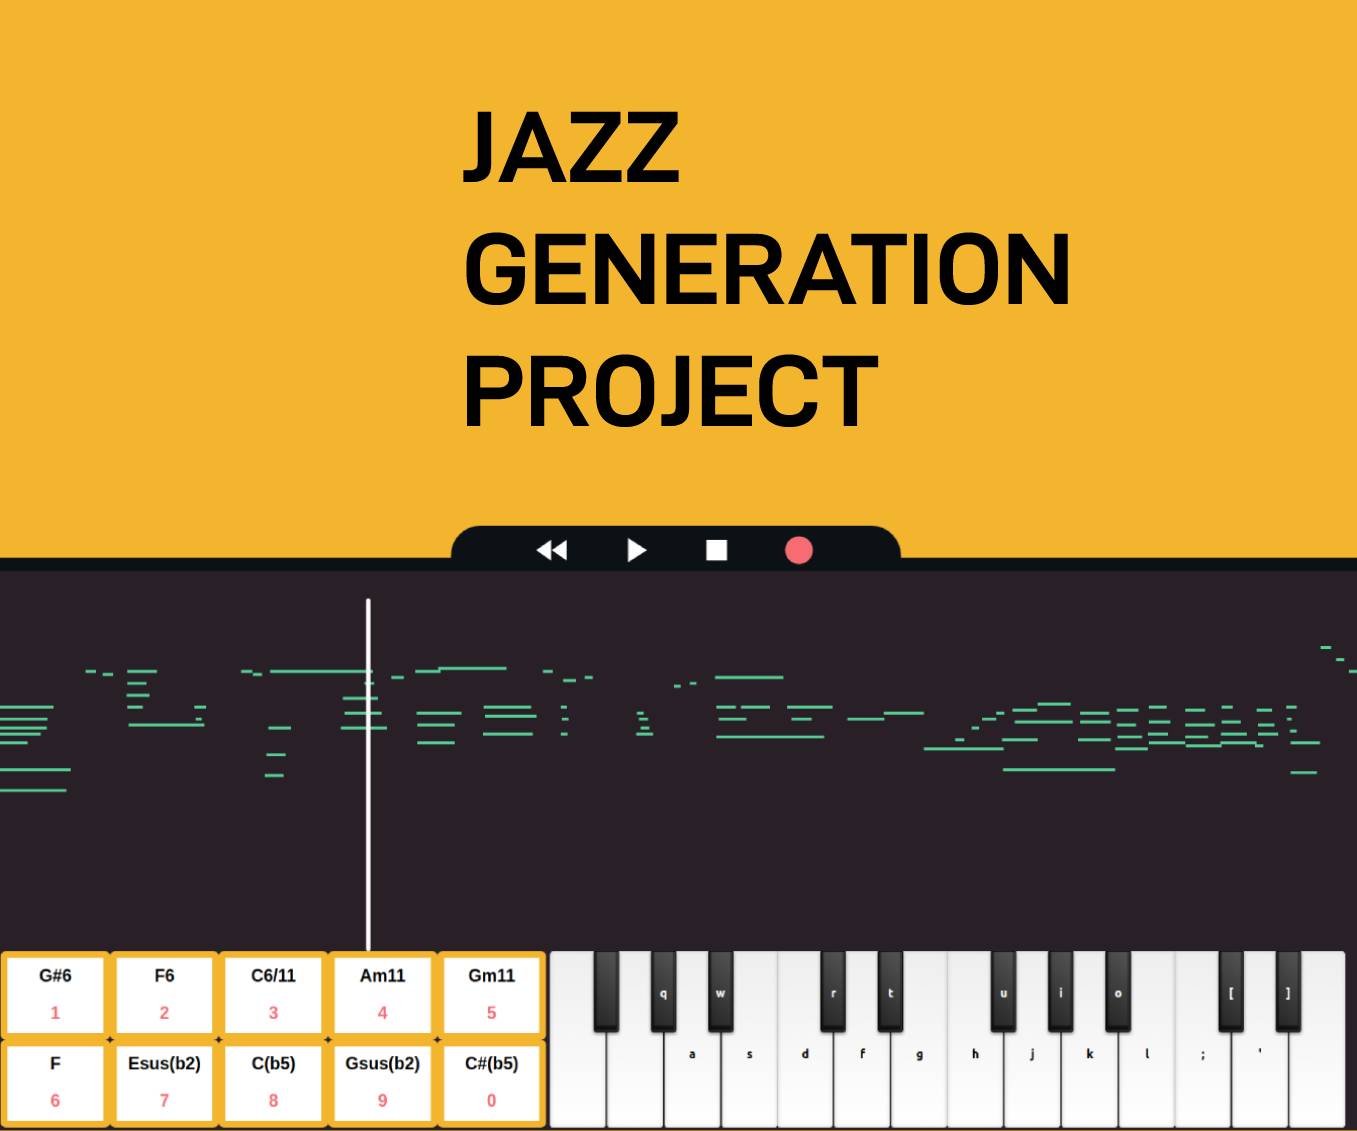 JAZZ
GENERATION
PROJECT
G#6 F6 C6/11 Am11 Gm11
1 2 3 4 5
F Esus(b2) C(b5) Gsus(b2) C#(b5)
6 7 8 9 0
q w r t u i o [ ]
a s d f g h j k l ; '